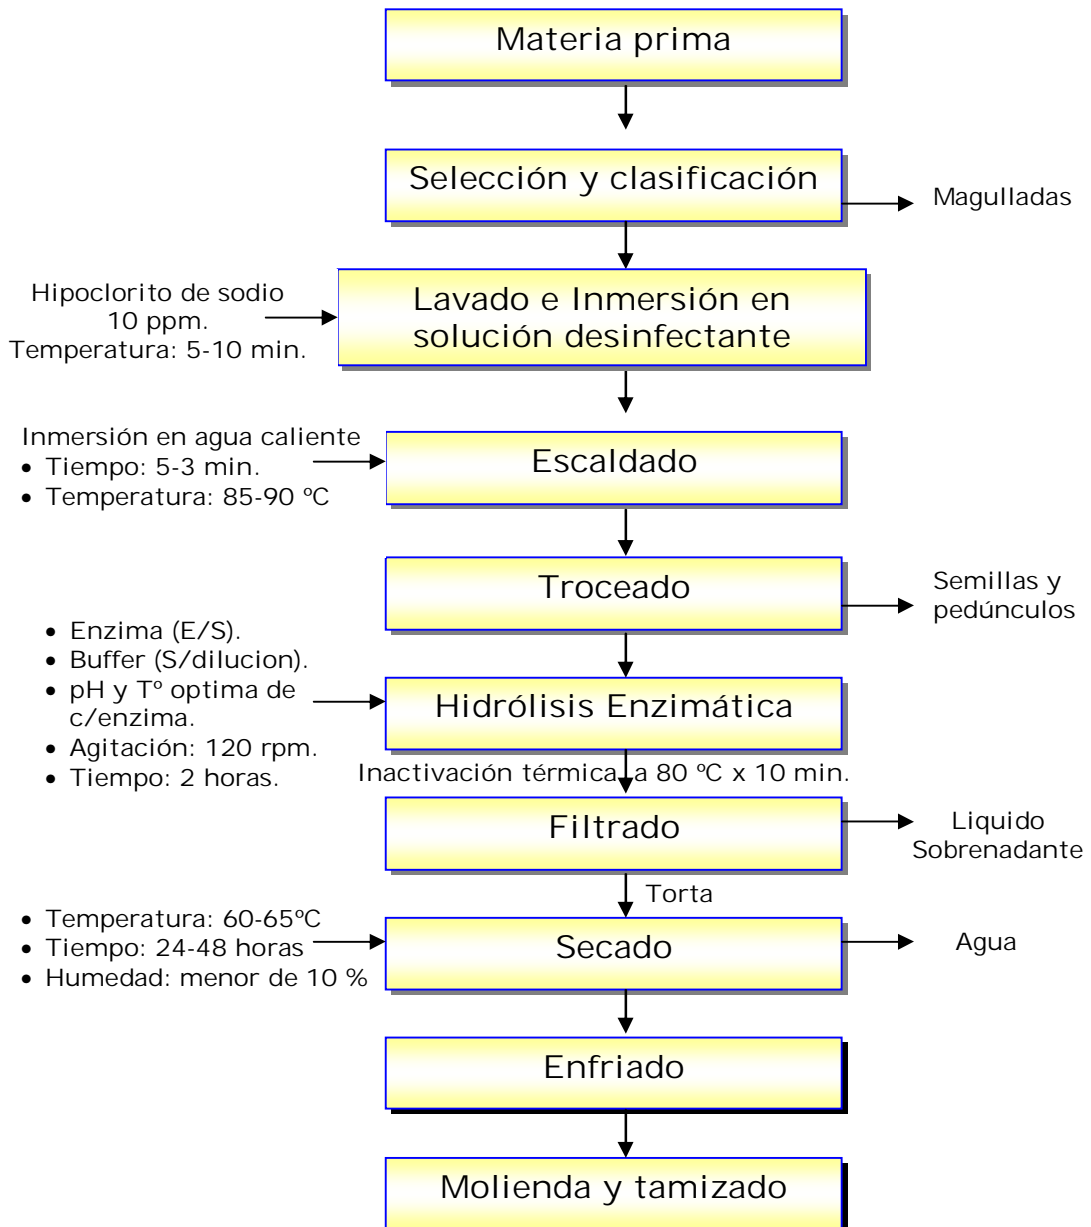 Materia prima
Selección y clasificación
Magulladas
Hipoclorito de sodio
10 ppm.
Temperatura: 5-10 min.
Lavado e Inmersión en
solución desinfectante
Inmersión en agua caliente
• Tiempo: 5-3 min.
• Temperatura: 85-90 ºC
Escaldado
Troceado
Semillas y
pedúnculos
• Enzima (E/S).
• Buffer (S/dilucion).
• pH y Tº optima de
c/enzima.
• Agitación: 120 rpm.
• Tiempo: 2 horas.
Hidrólisis Enzimática
Inactivación térmica a 80 ºC x 10 min.
Filtrado
Liquido
Sobrenadante
Torta
• Temperatura: 60-65ºC
• Tiempo: 24-48 horas
• Humedad: menor de 10 %
Secado
Agua
Enfriado
Molienda y tamizado